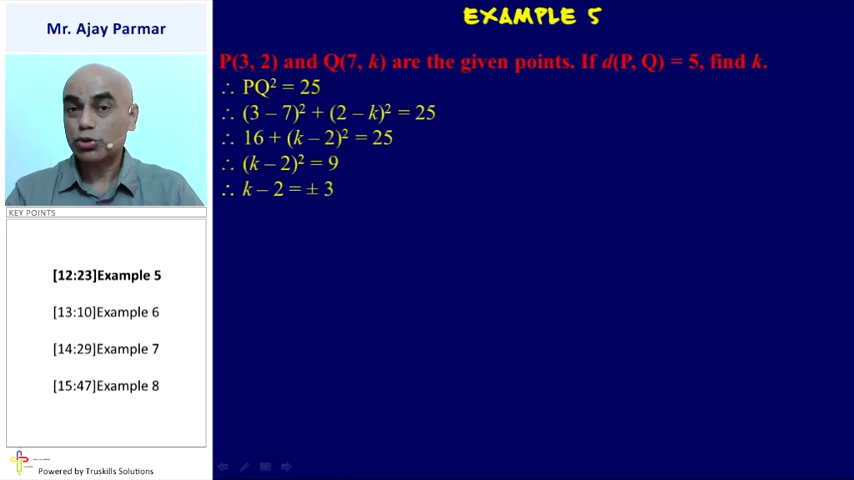 Mr. Ajay Parmar
KEY POINTS
[12:23]Example 5
[13:10]Example 6
[14:29]Example 7
[15:47]Example 8
Powered by Truskills Solutions
EXAMPLE 5
P(3, 2) and Q(7, k) are the given points. If d(P, Q) = 5, find k.
∴ PQ² = 25
∴ (3 – 7)² + (2 – k)² = 25
∴ 16 + (k – 2)² = 25
∴ (k – 2)² = 9
∴ k – 2 = ± 3